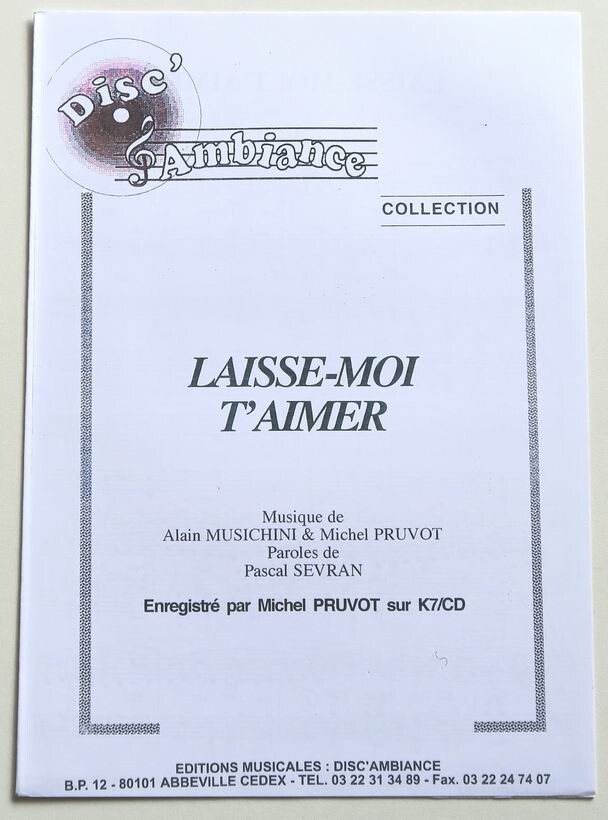 Disc'
Ambiance
COLLECTION
LAISSE-MOI
T'AIMER
Musique de
Alain MUSICHINI & Michel PRUVOT
Paroles de
Pascal SEVRAN
Enregistré par Michel PRUVOT sur K7/CD
EDITIONS MUSICALES : DISC'AMBIANCE
B.P. 12 - 80101 ABBEVILLE CEDEX - TEL. 03 22 31 34 89 - Fax. 03 22 24 74 07